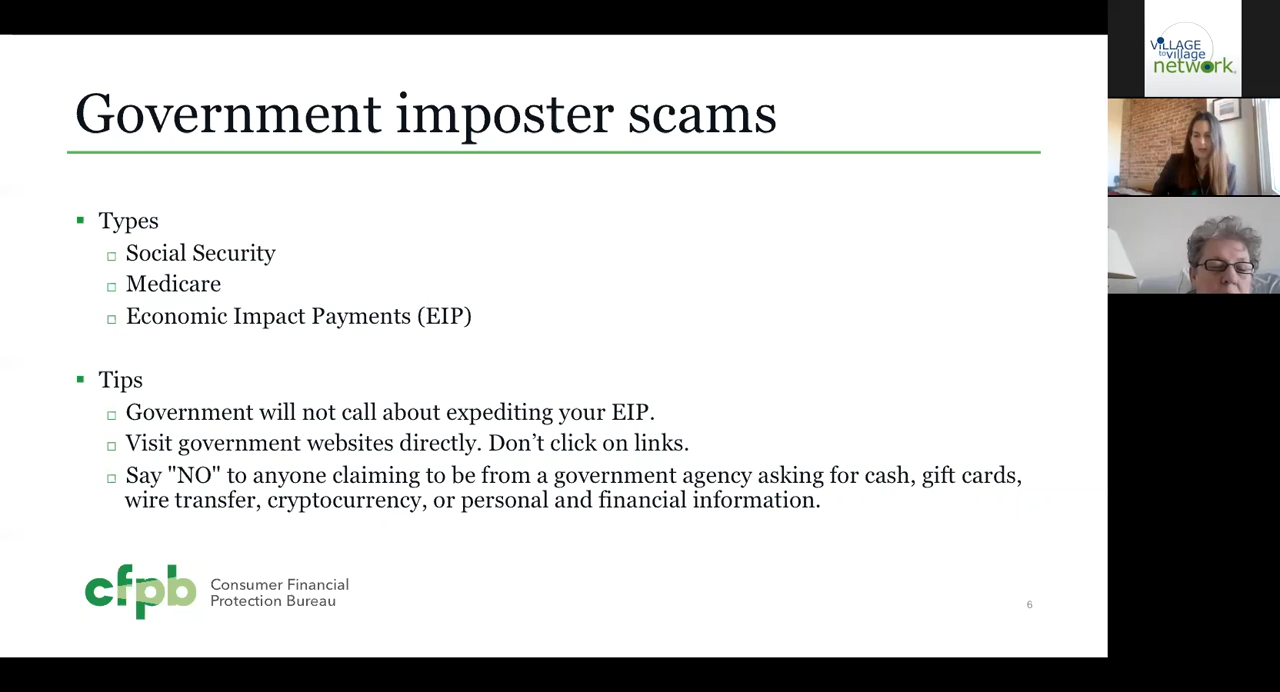 Government imposter scams
Types
Social Security
Medicare
Economic Impact Payments (EIP)
Tips
Government will not call about expediting your EIP.
Visit government websites directly. Don’t click on links.
Say "NO" to anyone claiming to be from a government agency asking for cash, gift cards,
wire transfer, cryptocurrency, or personal and financial information.
cfpb
Consumer Financial
Protection Bureau
6
ViLLAGE
to village
network